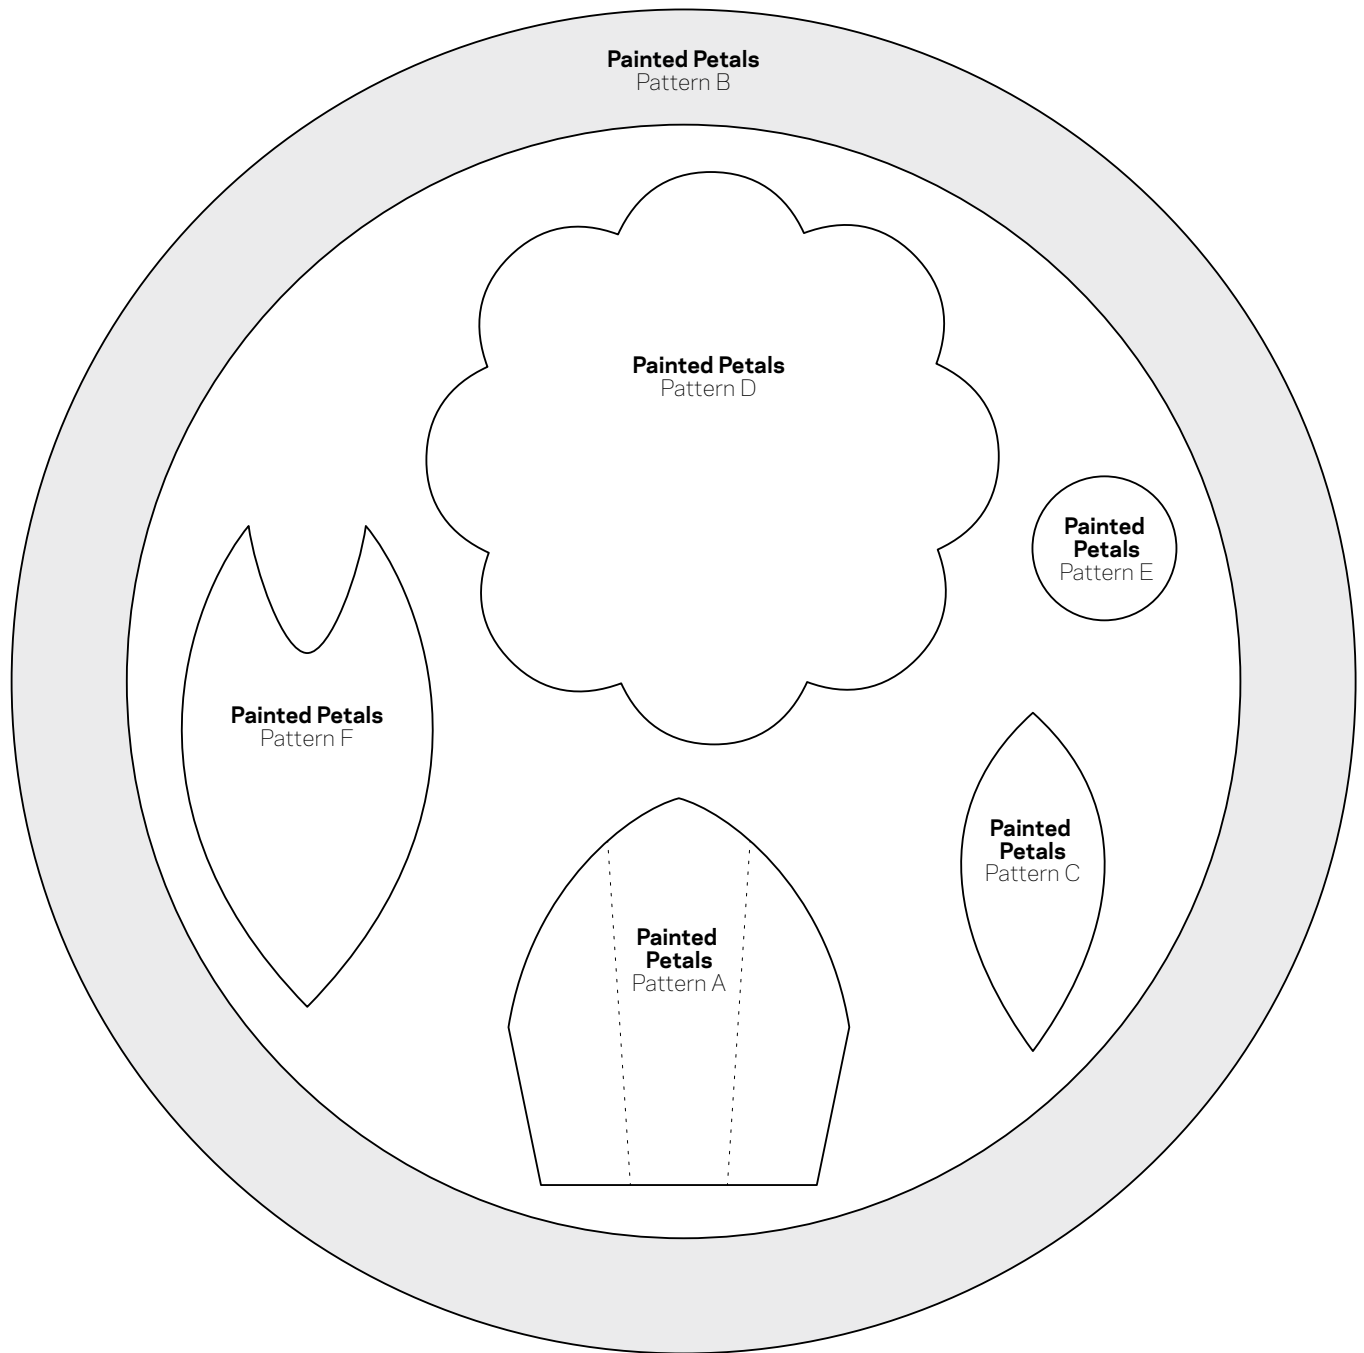 Painted Petals
Pattern B
Painted Petals
Pattern D
Painted
Petals
Pattern E
Painted Petals
Pattern F
Painted
Petals
Pattern C
Painted
Petals
Pattern A